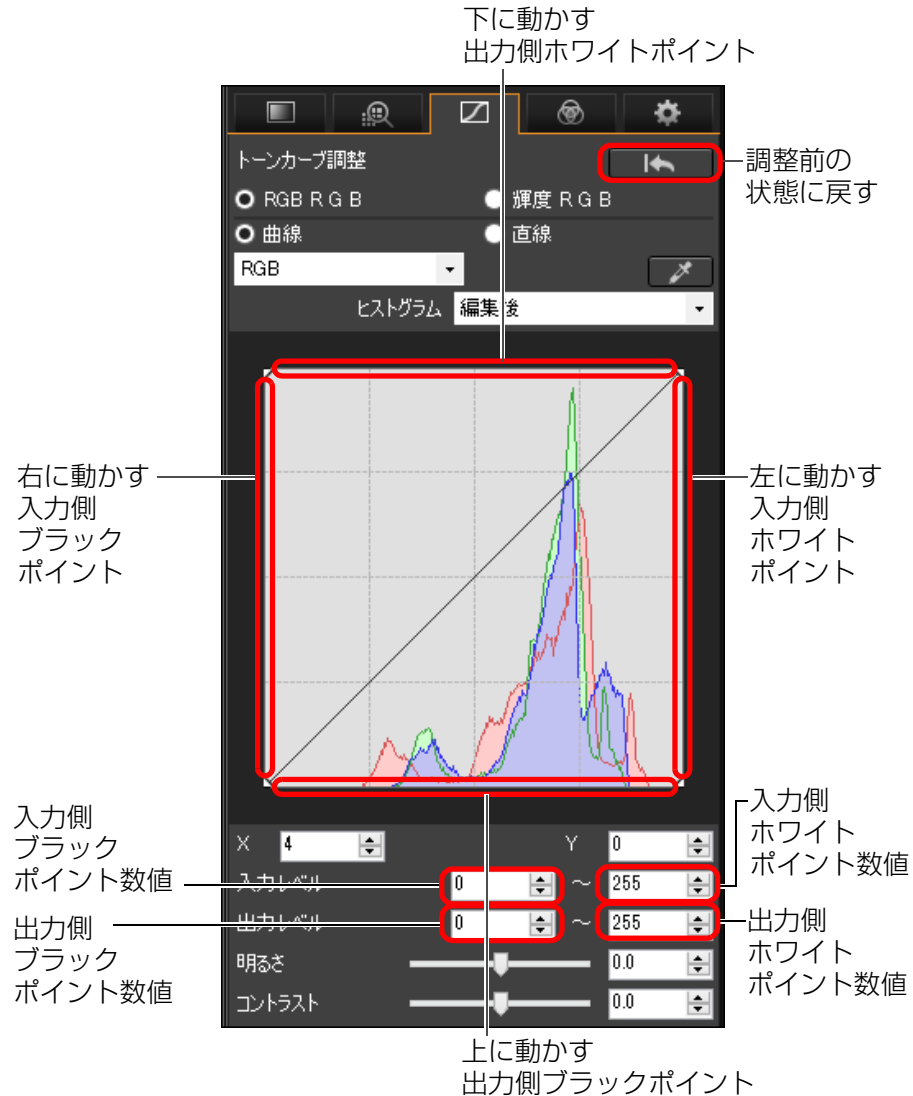 下に動かす
出力側ホワイトポイント
トーンカーブ調整
調整前の
状態に戻す
RGB R G B
輝度 R G B
曲線
直線
RGB
ヒストグラム
編集後
右に動かす
入力側
ブラック
ポイント
左に動かす
入力側
ホワイト
ポイント
入力側
ブラック
ポイント数値
入力側
ホワイト
ポイント数値
X 4
Y 0
入力レベル 0 ～ 255
出力レベル 0 ～ 255
出力側
ブラック
ポイント数値
出力側
ホワイト
ポイント数値
明るさ 0.0
コントラスト 0.0
上に動かす
出力側ブラックポイント